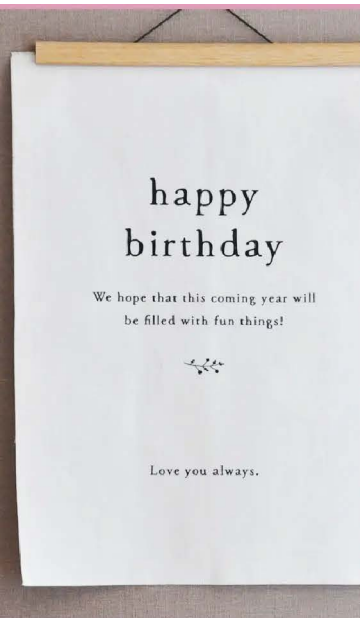 happy
birthday
We hope that this coming year will
be filled with fun things!
Love you always.